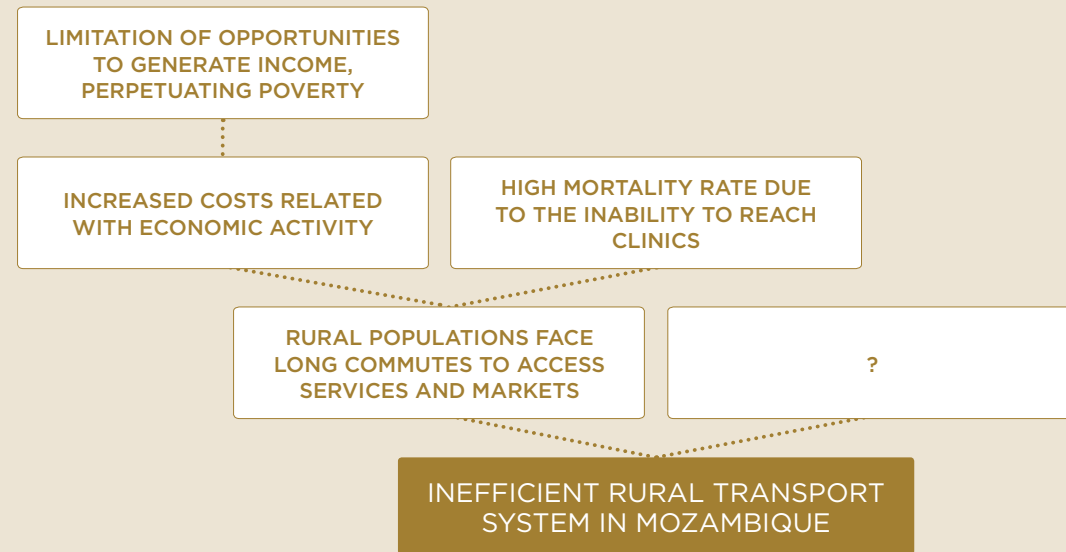 LIMITATION OF OPPORTUNITIES
TO GENERATE INCOME,
PERPETUATING POVERTY
INCREASED COSTS RELATED
WITH ECONOMIC ACTIVITY
HIGH MORTALITY RATE DUE
TO THE INABILITY TO REACH
CLINICS
RURAL POPULATIONS FACE
LONG COMMUTES TO ACCESS
SERVICES AND MARKETS
?
INEFFICIENT RURAL TRANSPORT
SYSTEM IN MOZAMBIQUE